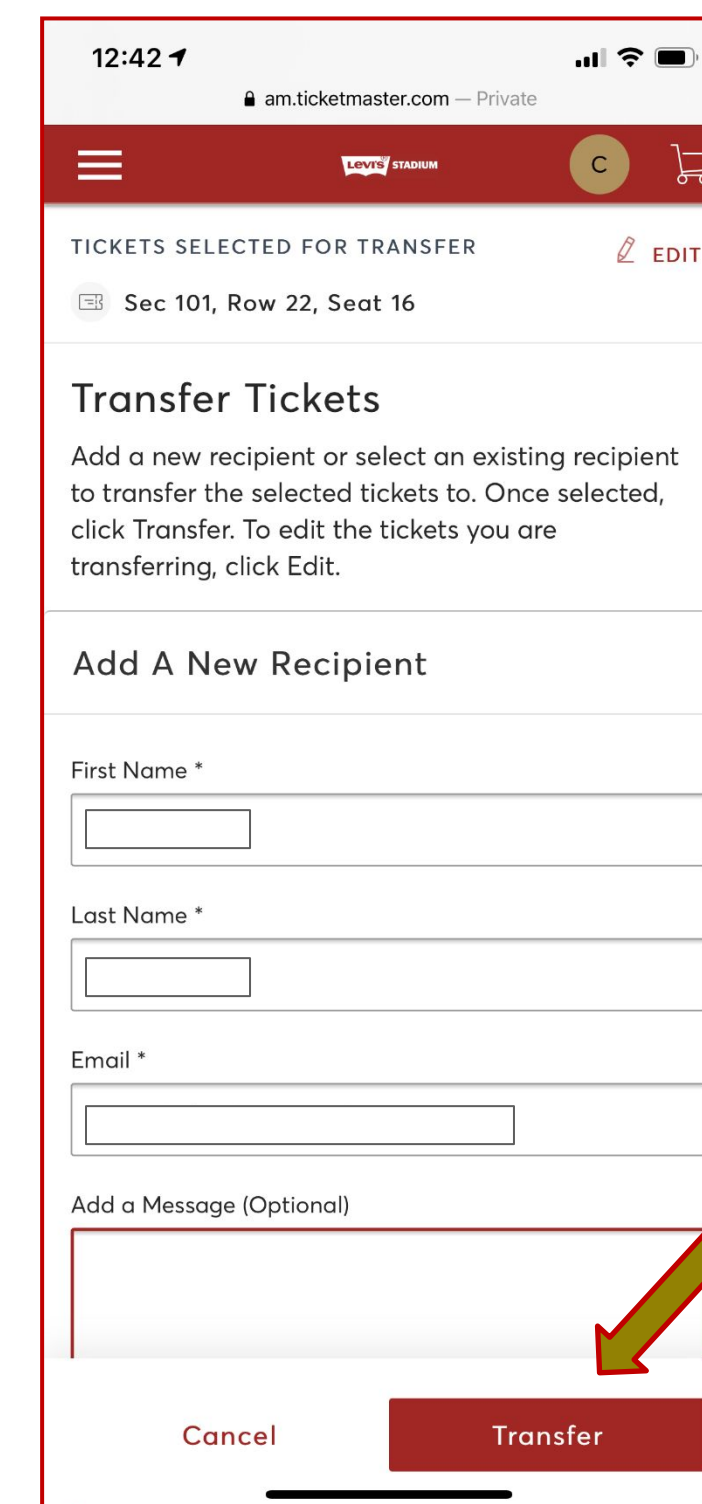 12:42
am.ticketmaster.com — Private
LEVI'S STADIUM
C
TICKETS SELECTED FOR TRANSFER
EDIT
Sec 101, Row 22, Seat 16
Transfer Tickets
Add a new recipient or select an existing recipient
to transfer the selected tickets to. Once selected,
click Transfer. To edit the tickets you are
transferring, click Edit.
Add A New Recipient
First Name *
Last Name *
Email *
Add a Message (Optional)
Cancel
Transfer